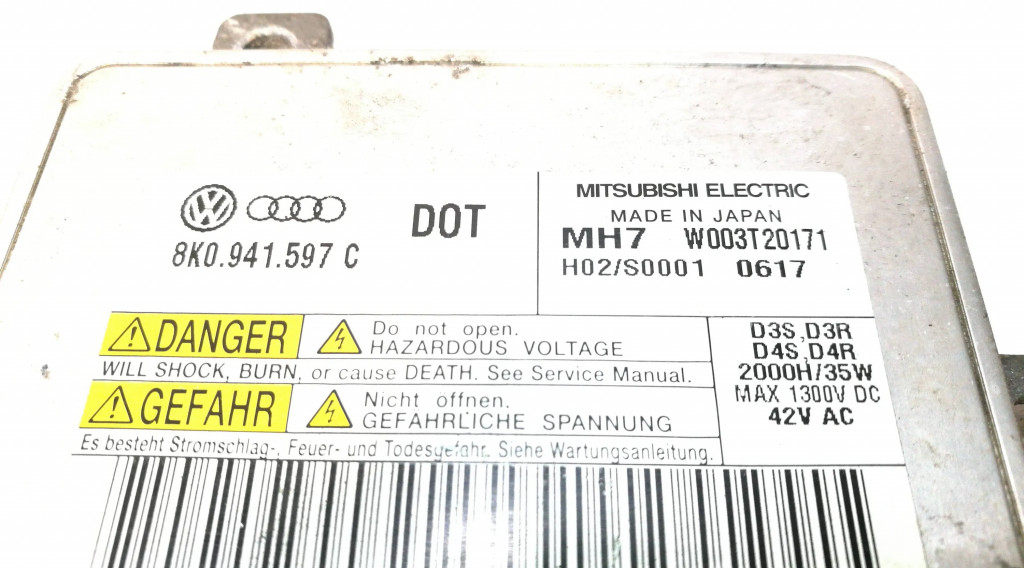 8K0.941.597 C
DOT
MITSUBISHI ELECTRIC
MADE IN JAPAN
MH7 W003T20171
H02/S0001 0617
DANGER
Do not open.
HAZARDOUS VOLTAGE
WILL SHOCK, BURN, or cause DEATH. See Service Manual.
GEFAHR
Nicht öffnen.
GEFÄHRLICHE SPANNUNG
Es besteht Stromschlag-, Feuer- und Todesgefahr. Siehe Wartungsanleitung.
D3S,D3R
D4S,D4R
2000H/35W
MAX 1300V DC
42V AC